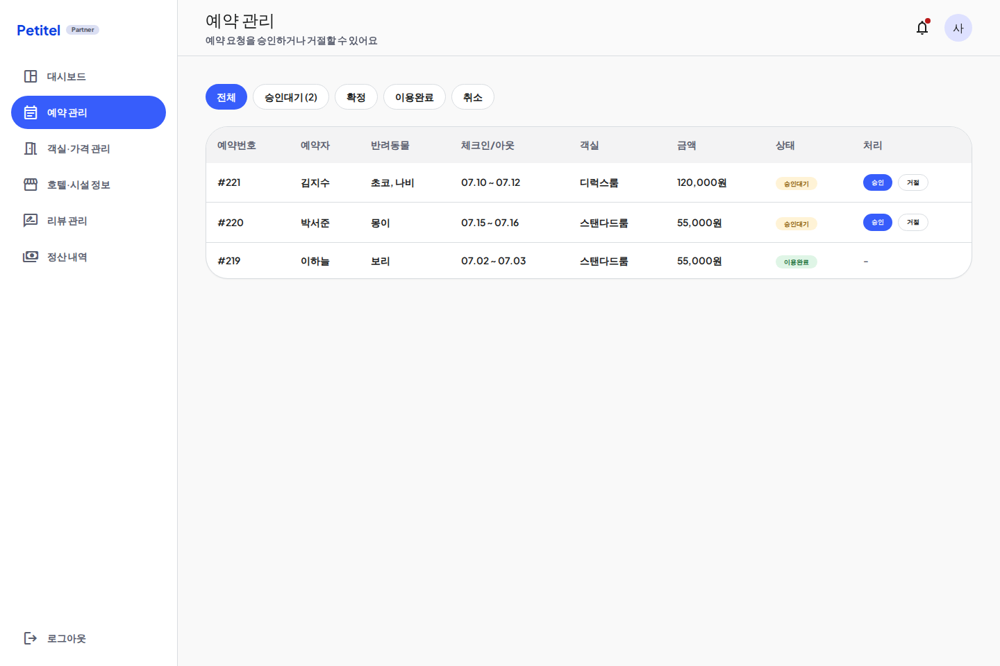 Petitel Partner
대시보드
예약 관리
객실·가격 관리
호텔·시설 정보
리뷰 관리
정산 내역
로그아웃
예약 관리
예약 요청을 승인하거나 거절할 수 있어요
사
전체 승인대기 (2) 확정 이용완료 취소
예약번호 예약자 반려동물 체크인/아웃 객실 금액 상태 처리
#221 김지수 초코, 나비 07.10 ~ 07.12 디럭스룸 120,000원 승인대기 승인 거절
#220 박서준 몽이 07.15 ~ 07.16 스탠다드룸 55,000원 승인대기 승인 거절
#219 이하늘 보리 07.02 ~ 07.03 스탠다드룸 55,000원 이용완료 –